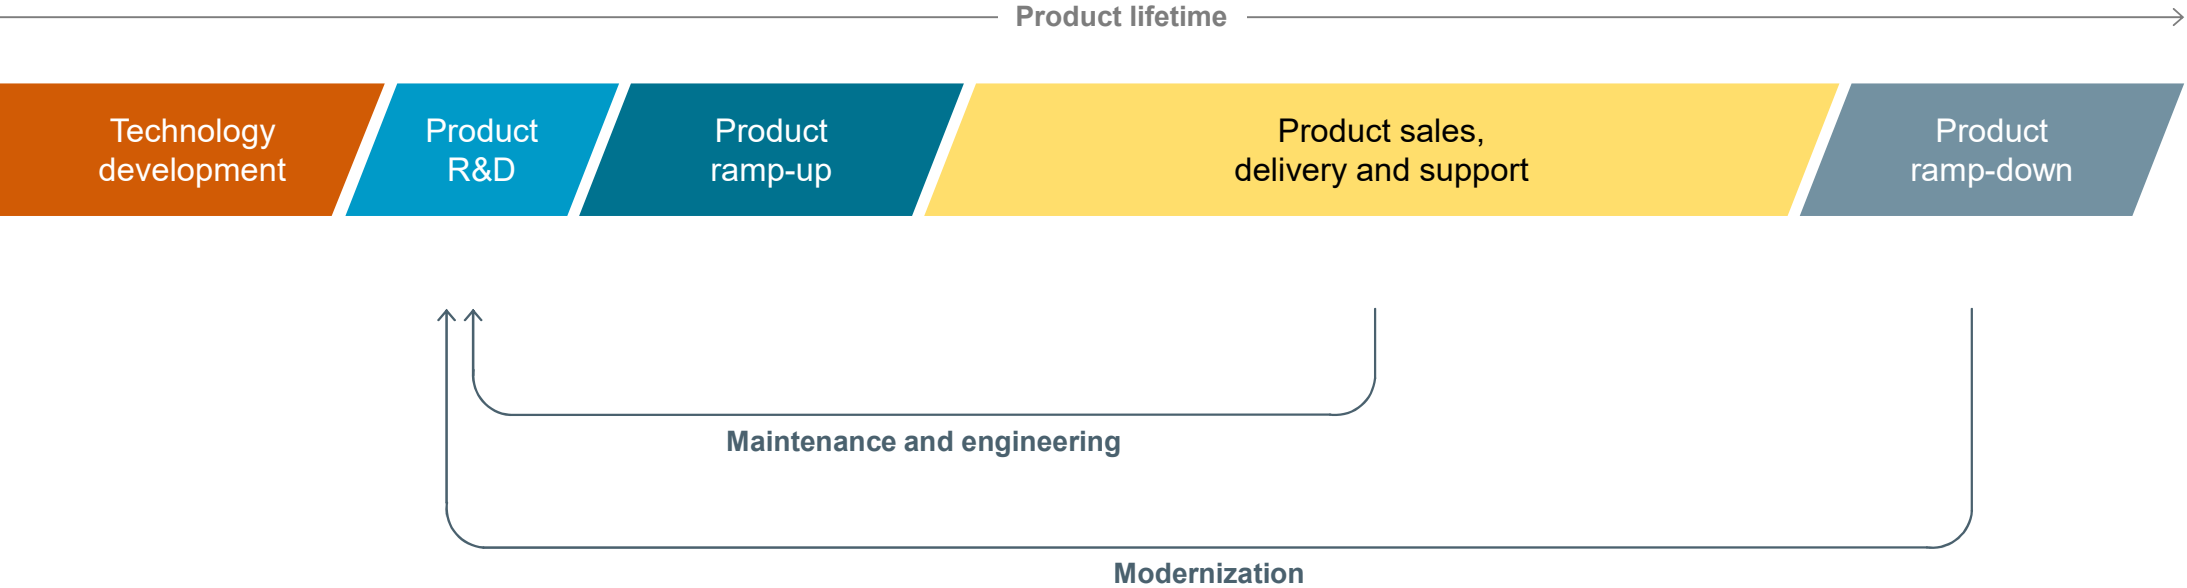 Product lifetime
Technology
development
Product
R&D
Product
ramp-up
Product sales,
delivery and support
Product
ramp-down
Maintenance and engineering
Modernization